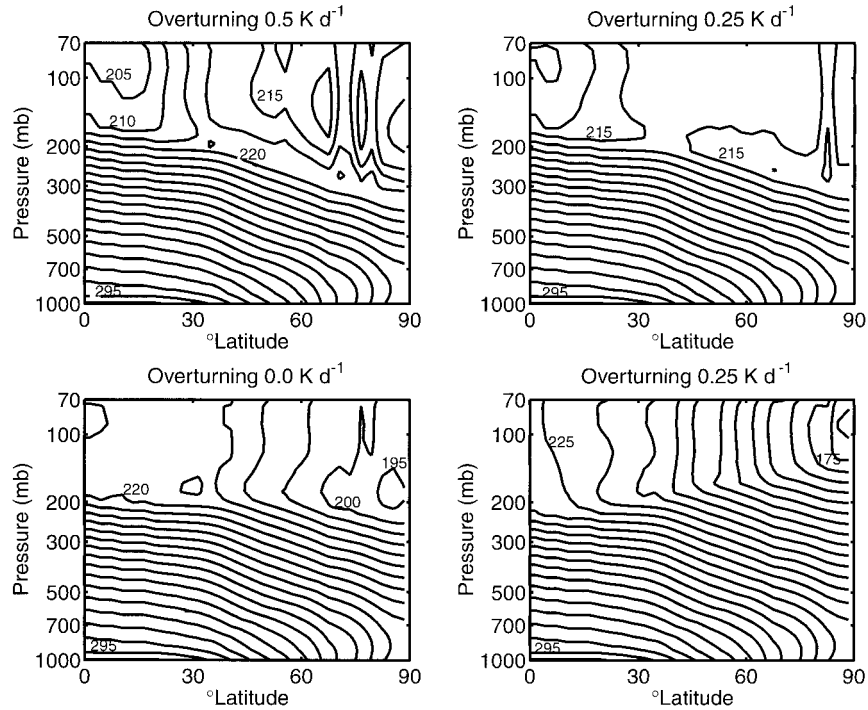 Overturning 0.5 K d⁻¹
Pressure (mb)
70
100
200
300
500
700
1000
205
210
215
220
295
0 30 60 90
°Latitude
Overturning 0.25 K d⁻¹
Pressure (mb)
70
100
200
300
500
700
1000
215
215
295
0 30 60 90
°Latitude
Overturning 0.0 K d⁻¹
Pressure (mb)
70
100
200
300
500
700
1000
195
220
200
295
0 30 60 90
°Latitude
Overturning 0.25 K d⁻¹
Pressure (mb)
70
100
200
300
500
700
1000
225
175
295
0 30 60 90
°Latitude